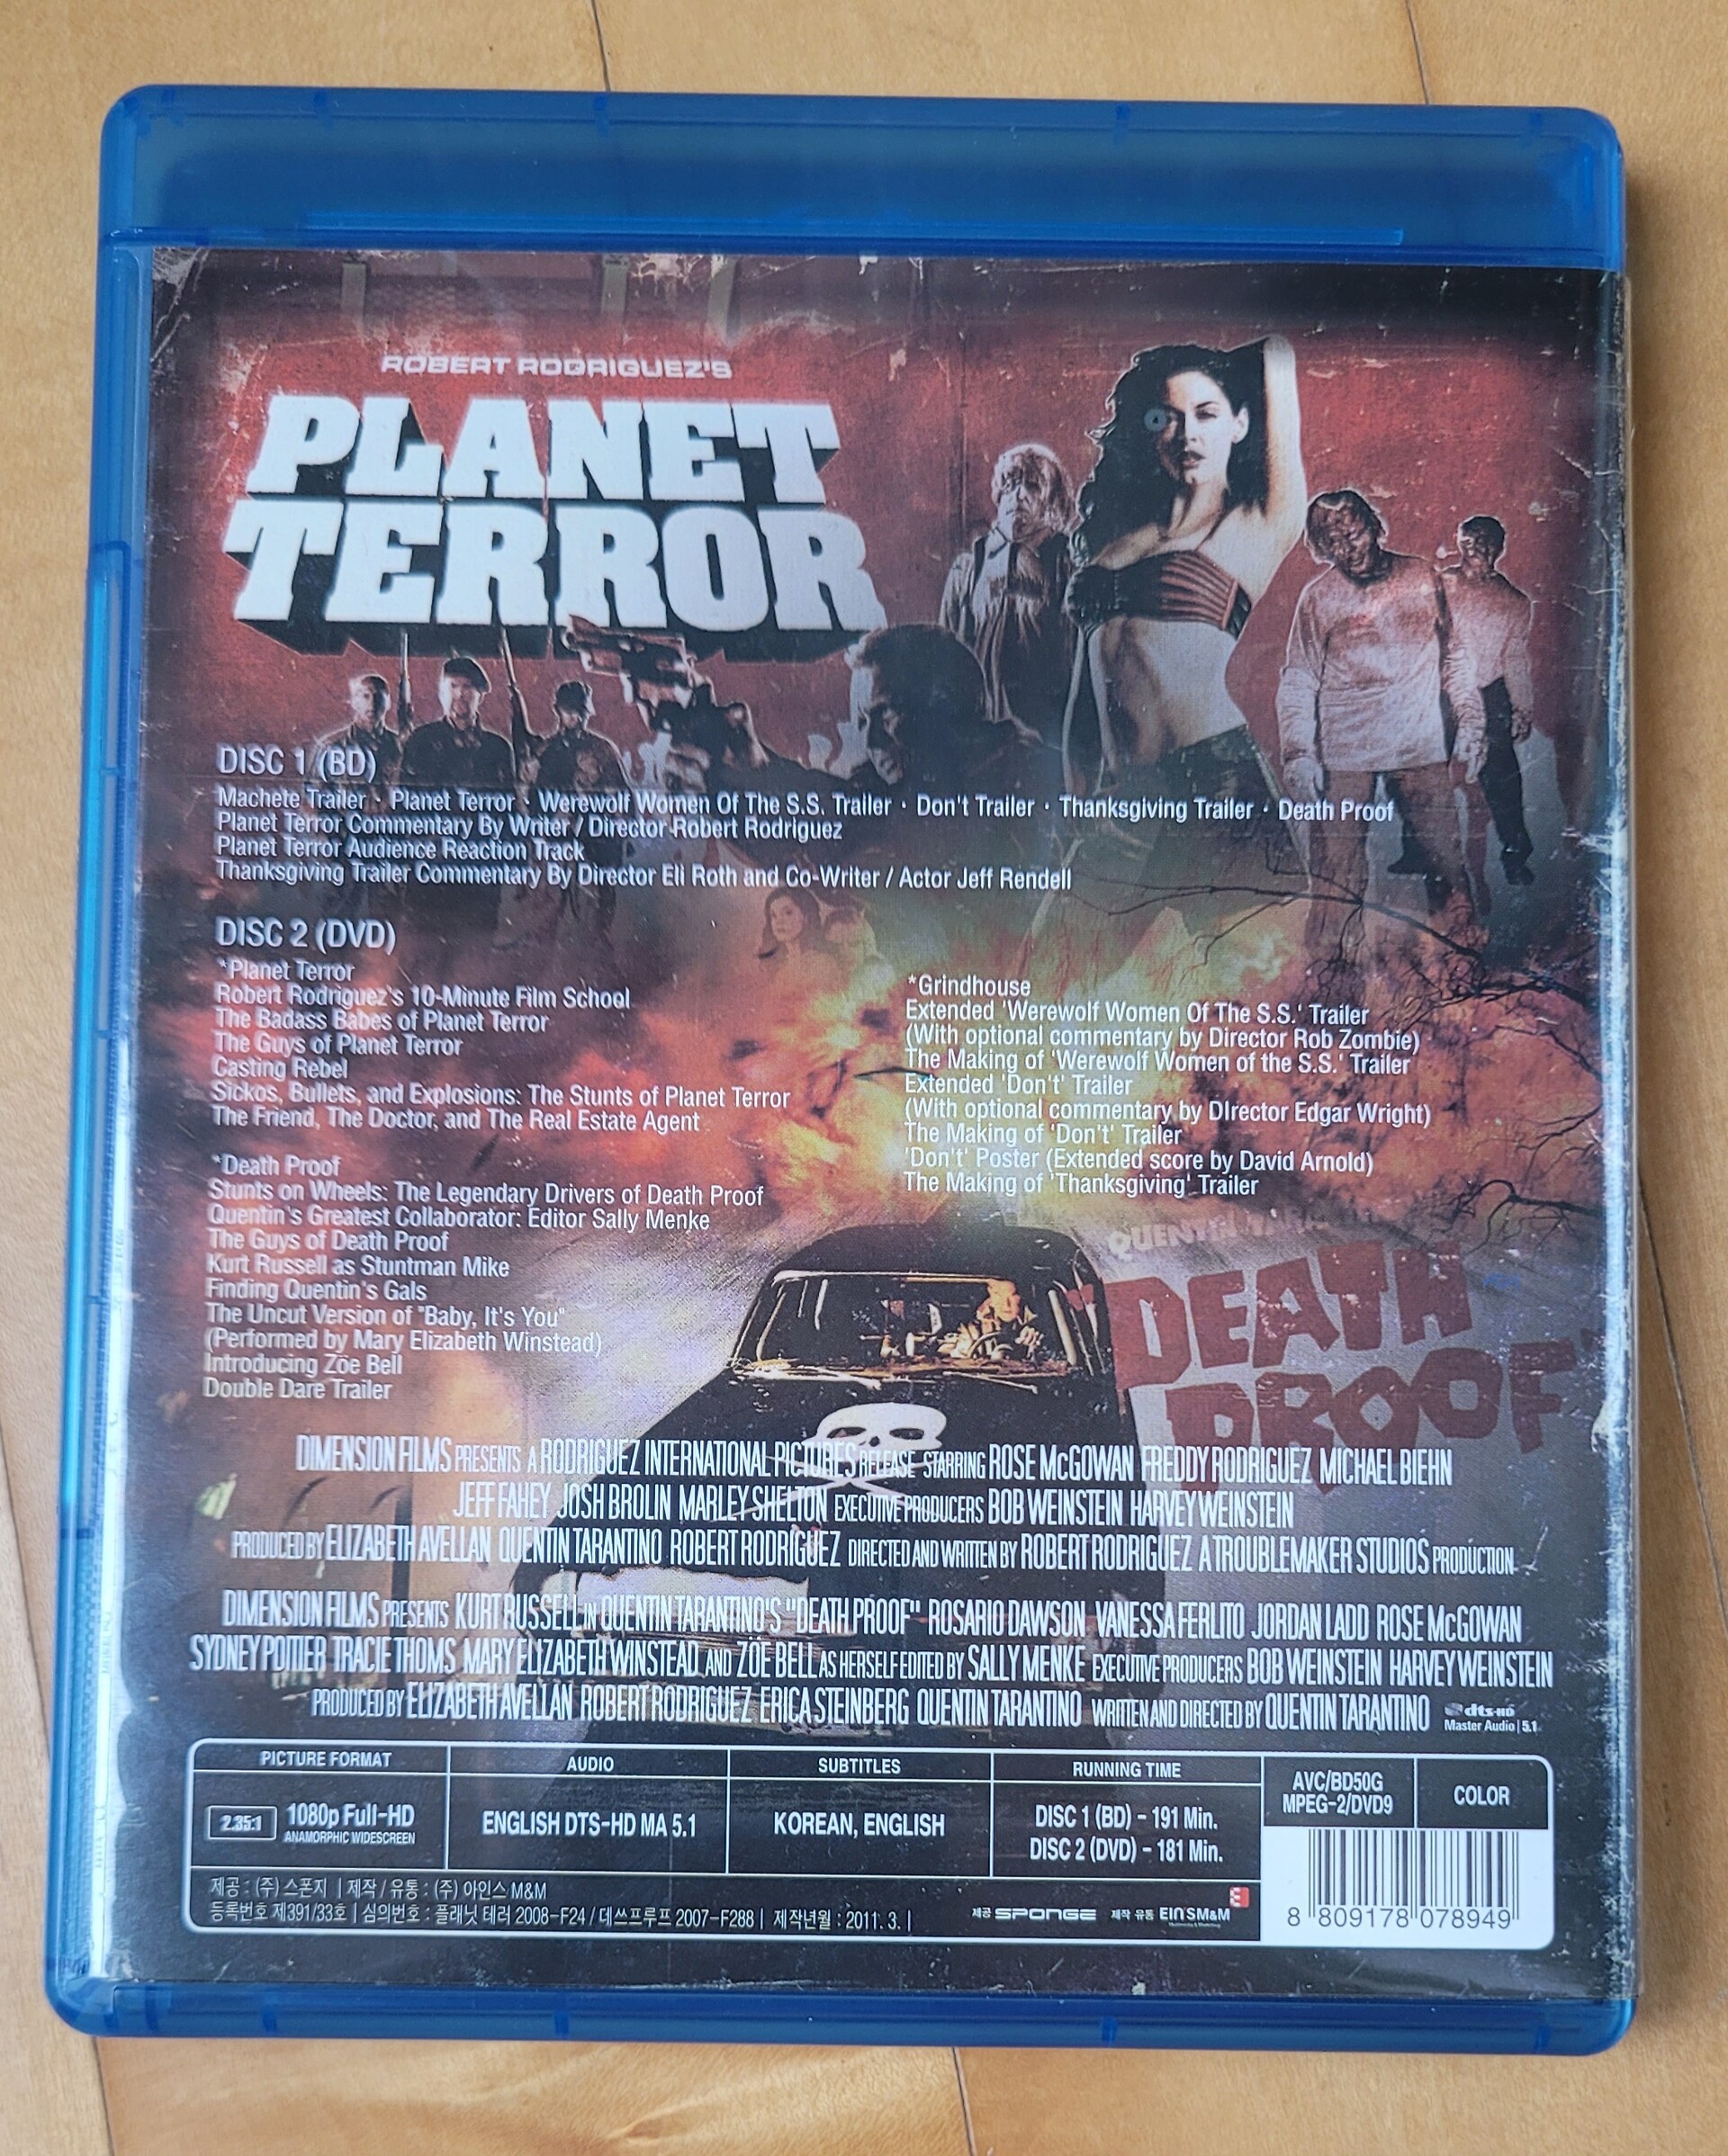 ROBERT RODRIGUEZ'S
PLANET
TERROR
DISC 1 (BD)
Machete Trailer · Planet Terror · Werewolf Women Of The S.S. Trailer · Don't Trailer · Thanksgiving Trailer · Death Proof
Planet Terror Commentary By Writer / Director Robert Rodriguez
Planet Terror Audience Reaction Track
Thanksgiving Trailer Commentary By Director Eli Roth and Co-Writer / Actor Jeff Rendell
DISC 2 (DVD)
*Planet Terror
Robert Rodriguez's 10-Minute Film School
The Badass Babes of Planet Terror
The Guys of Planet Terror
Casting Rebel
Sickos, Bullets, and Explosions: The Stunts of Planet Terror
The Friend, The Doctor, and The Real Estate Agent
*Death Proof
Stunts on Wheels: The Legendary Drivers of Death Proof
Quentin's Greatest Collaborator: Editor Sally Menke
The Guys of Death Proof
Kurt Russell as Stuntman Mike
Finding Quentin's Gals
The Uncut Version of "Baby, It's You"
(Performed by Mary Elizabeth Winstead)
Introducing Zöe Bell
Double Dare Trailer
*Grindhouse
Extended 'Werewolf Women Of The S.S.' Trailer
(With optional commentary by Director Rob Zombie)
The Making of 'Werewolf Women of the S.S.' Trailer
Extended 'Don't' Trailer
(With optional commentary by DIrector Edgar Wright)
The Making of 'Don't' Trailer
'Don't' Poster (Extended score by David Arnold)
The Making of 'Thanksgiving' Trailer
DEATH
PROOF
DIMENSION FILMS PRESENTS A RODRIGUEZ INTERNATIONAL PICTURES RELEASE STARRING ROSE McGOWAN FREDDY RODRIGUEZ MICHAEL BIEHN
JEFF FAHEY JOSH BROLIN MARLEY SHELTON EXECUTIVE PRODUCERS BOB WEINSTEIN HARVEY WEINSTEIN
PRODUCED BY ELIZABETH AVELLAN QUENTIN TARANTINO ROBERT RODRIGUEZ DIRECTED AND WRITTEN BY ROBERT RODRIGUEZ A TROUBLEMAKER STUDIOS PRODUCTION
DIMENSION FILMS PRESENTS KURT RUSSELL IN QUENTIN TARANTINO'S "DEATH PROOF" ROSARIO DAWSON VANESSA FERLITO JORDAN LADD ROSE McGOWAN
SYDNEY POITIER TRACIE THOMS MARY ELIZABETH WINSTEAD AND ZÖE BELL AS HERSELF EDITED BY SALLY MENKE EXECUTIVE PRODUCERS BOB WEINSTEIN HARVEY WEINSTEIN
PRODUCED BY ELIZABETH AVELLAN ROBERT RODRIGUEZ ERICA STEINBERG QUENTIN TARANTINO WRITTEN AND DIRECTED BY QUENTIN TARANTINO
dts-HD
Master Audio | 5.1
PICTURE FORMAT
2.35:1
1080p Full-HD
ANAMORPHIC WIDESCREEN
AUDIO
ENGLISH DTS-HD MA 5.1
SUBTITLES
KOREAN, ENGLISH
RUNNING TIME
DISC 1 (BD) - 191 Min.
DISC 2 (DVD) - 181 Min.
AVC/BD50G
MPEG-2/DVD9
COLOR
제공 : (주) 스폰지 | 제작 / 유통 : (주) 아인스 M&M
등록번호 제391/33호 | 심의번호 : 플래닛 테러 2008-F24 / 데쓰프루프 2007-F288 | 제작년월 : 2011. 3. |
제공 SPONGE 제작 유통 EIN'SM&M
8 809178 078949